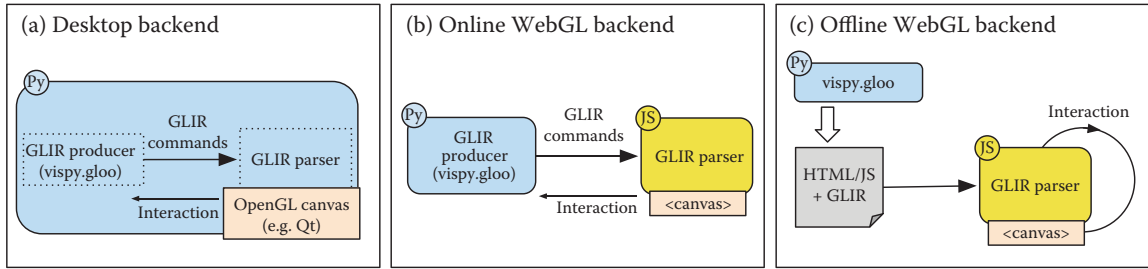 (a) Desktop backend
Py
GLIR producer
(vispy.gloo)
GLIR
commands
GLIR parser
Interaction
OpenGL canvas
(e.g. Qt)
(b) Online WebGL backend
Py
GLIR
producer
(vispy.gloo)
GLIR
commands
JS
GLIR parser
Interaction
<canvas>
(c) Offline WebGL backend
Py
vispy.gloo
HTML/JS
+ GLIR
Interaction
JS
GLIR parser
<canvas>